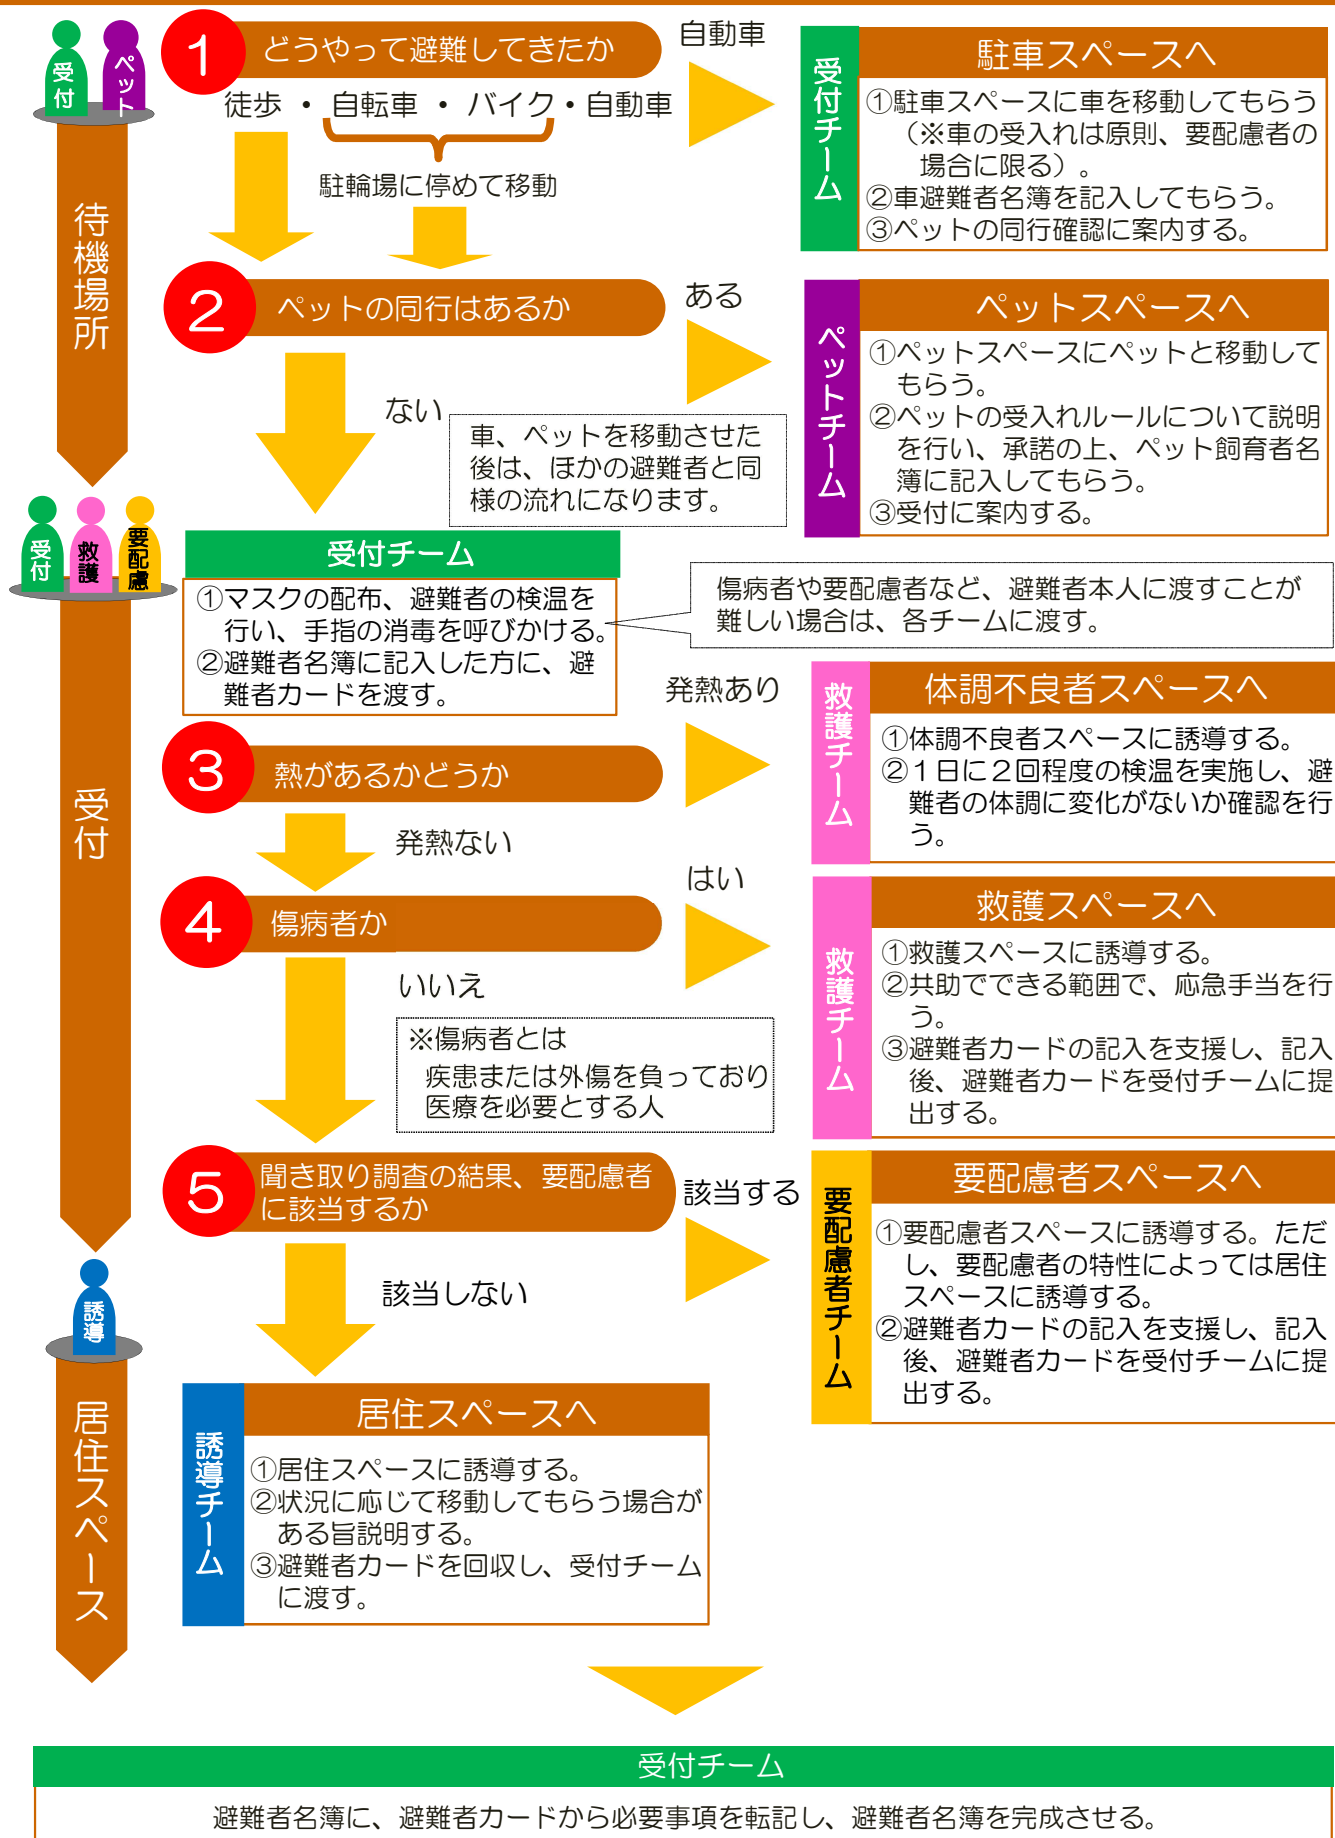 受付
ペット
1
どうやって避難してきたか
自動車
徒歩 ・ 自転車 ・ バイク・自動車
駐輪場に停めて移動
受付チーム
駐車スペースへ
①駐車スペースに車を移動してもらう
（※車の受入れは原則、要配慮者の
場合に限る）。
②車避難者名簿を記入してもらう。
③ペットの同行確認に案内する。
待機場所
2
ペットの同行はあるか
ある
ない
車、ペットを移動させた
後は、ほかの避難者と同
様の流れになります。
ペットチーム
ペットスペースへ
①ペットスペースにペットと移動して
もらう。
②ペットの受入れルールについて説明
を行い、承諾の上、ペット飼育者名
簿に記入してもらう。
③受付に案内する。
受付
救護
要配慮
受付チーム
①マスクの配布、避難者の検温を
行い、手指の消毒を呼びかける。
②避難者名簿に記入した方に、避
難者カードを渡す。
傷病者や要配慮者など、避難者本人に渡すことが
難しい場合は、各チームに渡す。
受付
3
熱があるかどうか
発熱あり
発熱ない
救護チーム
体調不良者スペースへ
①体調不良者スペースに誘導する。
②１日に２回程度の検温を実施し、避
難者の体調に変化がないか確認を行
う。
4
傷病者か
はい
いいえ
※傷病者とは
疾患または外傷を負っており
医療を必要とする人
救護チーム
救護スペースへ
①救護スペースに誘導する。
②共助でできる範囲で、応急手当を行
う。
③避難者カードの記入を支援し、記入
後、避難者カードを受付チームに提
出する。
5
聞き取り調査の結果、要配慮者
に該当するか
該当する
該当しない
要配慮者チーム
要配慮者スペースへ
①要配慮者スペースに誘導する。ただ
し、要配慮者の特性によっては居住
スペースに誘導する。
②避難者カードの記入を支援し、記入
後、避難者カードを受付チームに提
出する。
誘導
居住スペース
誘導チーム
居住スペースへ
①居住スペースに誘導する。
②状況に応じて移動してもらう場合が
ある旨説明する。
③避難者カードを回収し、受付チーム
に渡す。
受付チーム
避難者名簿に、避難者カードから必要事項を転記し、避難者名簿を完成させる。